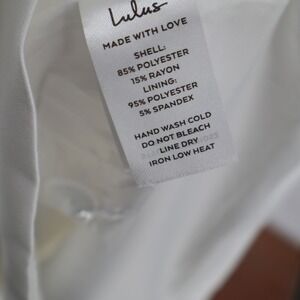 Lulus
MADE WITH LOVE
SHELL:
85% POLYESTER
15% RAYON
LINING:
95% POLYESTER
5% SPANDEX
HAND WASH COLD
DO NOT BLEACH
LINE DRY
IRON LOW HEAT